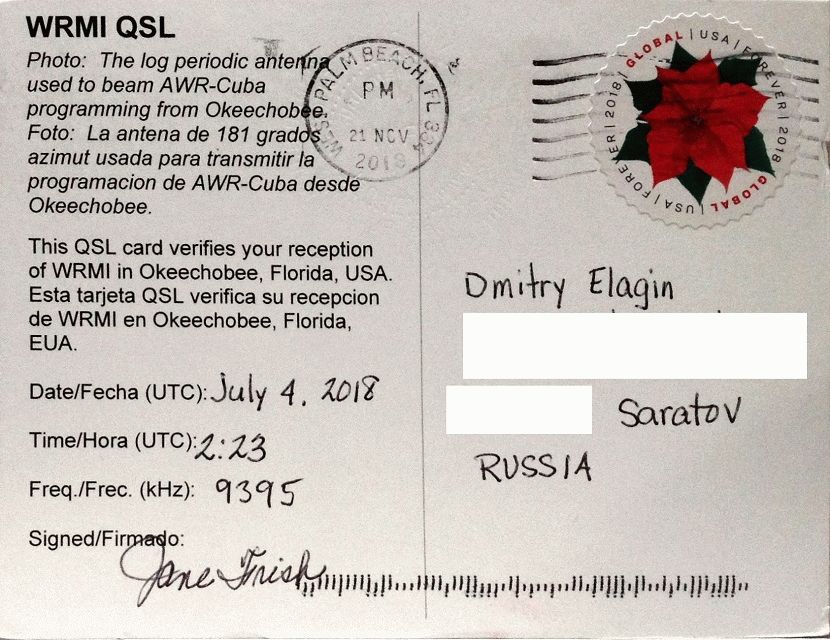 WRMI QSL
Photo: The log periodic antenna
used to beam AWR-Cuba
programming from Okeechobee.
Foto: La antena de 181 grados
azimut usada para transmitir la
programacion de AWR-Cuba desde
Okeechobee.
This QSL card verifies your reception
of WRMI in Okeechobee, Florida, USA.
Esta tarjeta QSL verifica su recepcion
de WRMI en Okeechobee, Florida,
EUA.
Date/Fecha (UTC): July 4, 2018
Time/Hora (UTC): 2:23
Freq./Frec. (kHz): 9395
Signed/Firmado:
Jane Frish
WEST PALM BEACH, FL 334
PM
21 NOV
2018
GLOBAL | USA | FOREVER | 2018 |
GLOBAL | USA | FOREVER | 2018 |
Dmitry Elagin
Saratov
RUSSIA